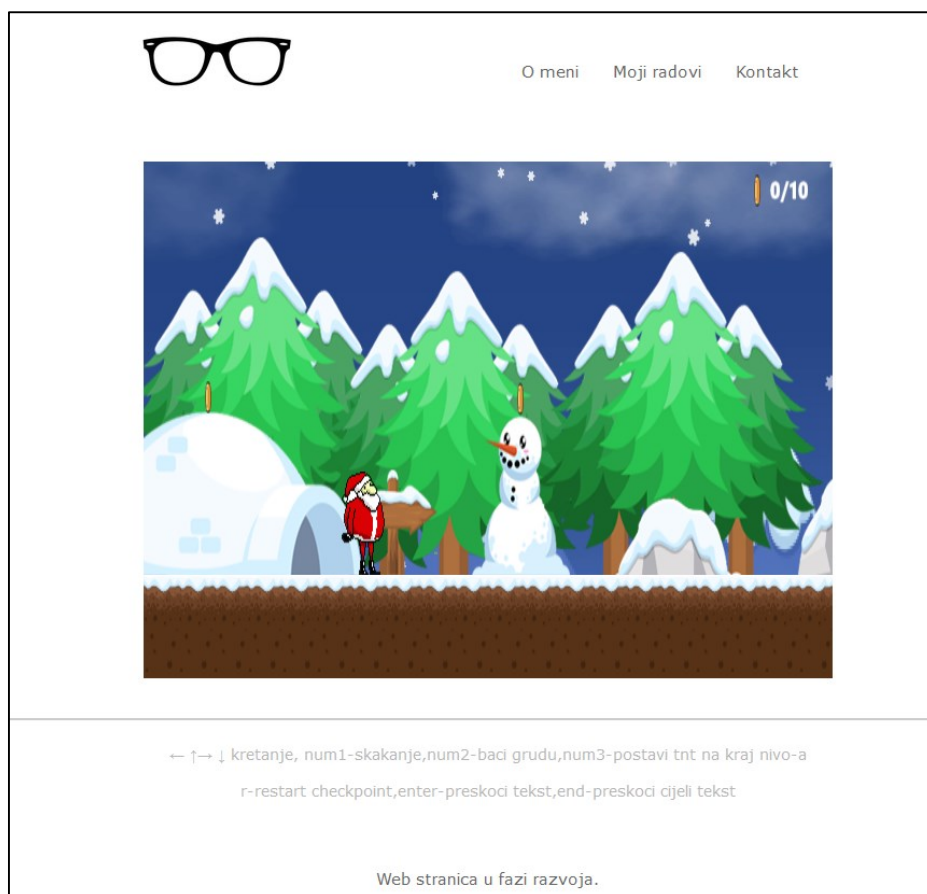 O meni Moji radovi Kontakt
0/10
← ↑→ ↓ kretanje, num1-skakanje,num2-baci grudu,num3-postavi tnt na kraj nivo-a
r-restart checkpoint,enter-preskoci tekst,end-preskoci cijeli tekst
Web stranica u fazi razvoja.